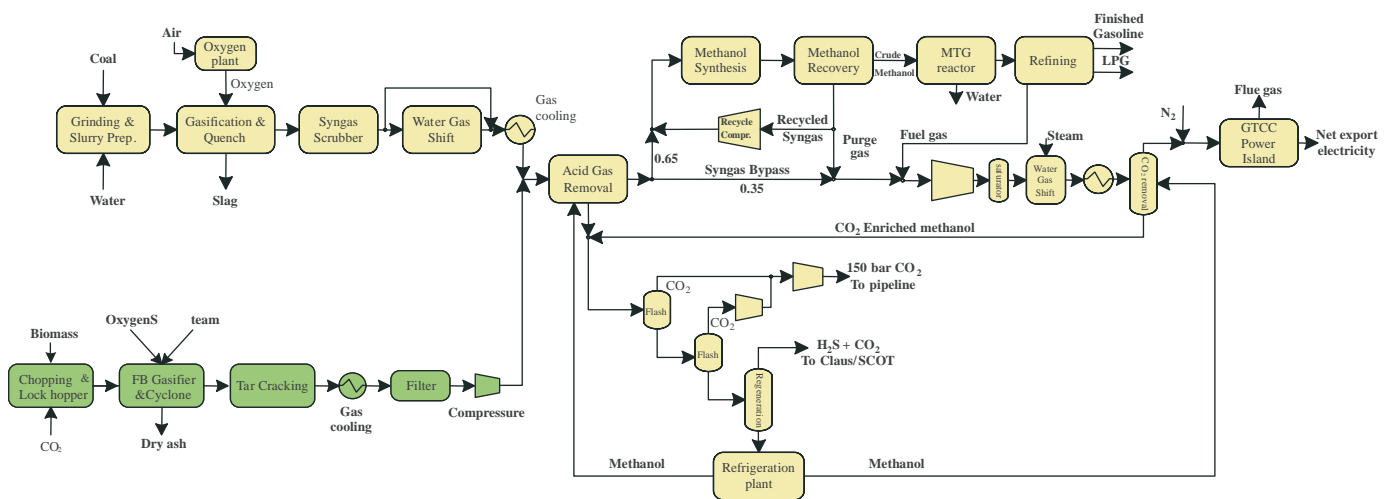 Air
Oxygen
plant
Oxygen
Coal
Grinding &
Slurry Prep.
Water
Gasification &
Quench
Slag
Syngas
Scrubber
Water Gas
Shift
Gas
cooling
Acid Gas
Removal
0.65
Syngas Bypass
0.35
Methanol
Synthesis
Methanol
Recovery
Crude
Methanol
MTG
reactor
Water
Refining
Finished
Gasoline
LPG
Recycle
Compr.
Recycled
Syngas
Purge
gas
Fuel gas
saturator
Steam
Water
Gas
Shift
CO2 removal
N2
Flue gas
GTCC
Power
Island
Net export
electricity
CO2 Enriched methanol
Flash
CO2
150 bar CO2
To pipeline
Flash
CO2
H2S + CO2
To Claus/SCOT
Regeneration
Refrigeration
plant
Methanol
Methanol
Biomass
Chopping &
Lock hopper
CO2
OxygenS
team
FB Gasifier
&Cyclone
Dry ash
Tar Cracking
Gas
cooling
Filter
Compressure